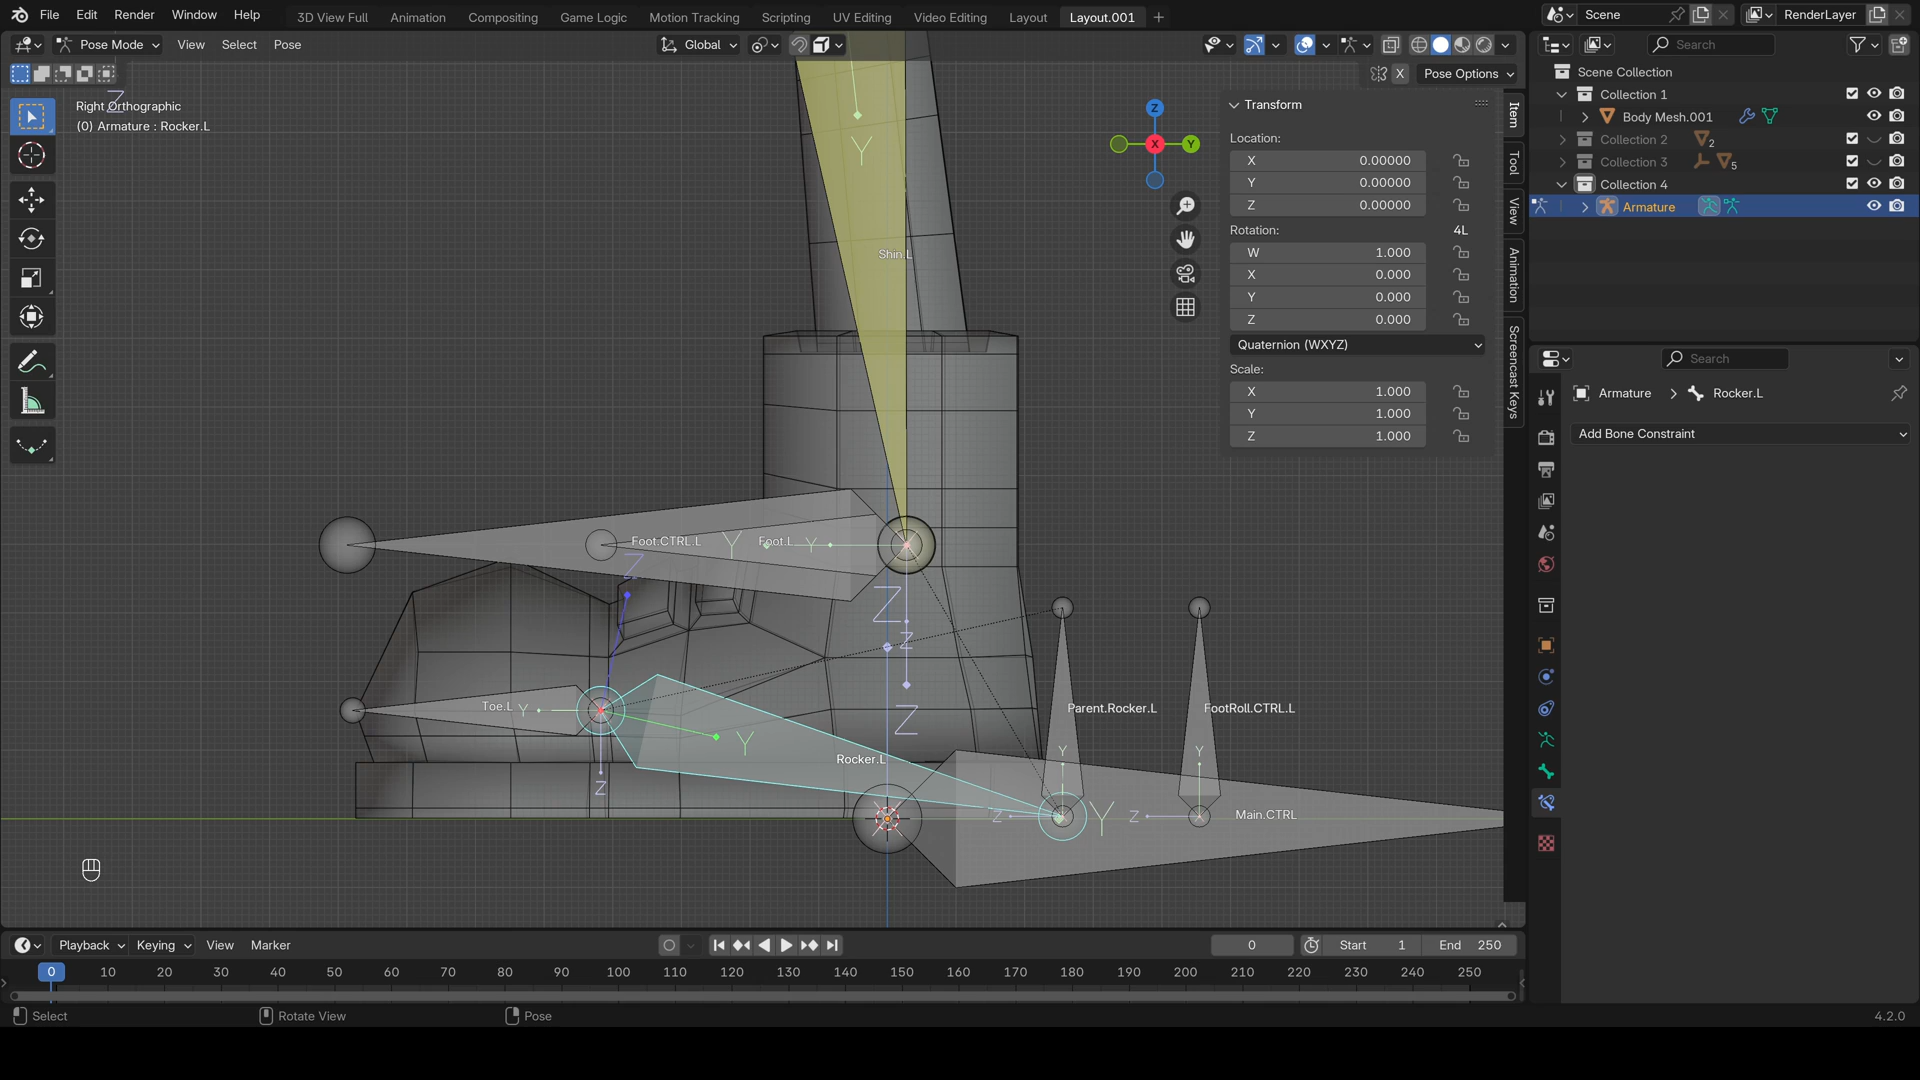 File Edit Render Window Help 3D View Full Animation Compositing Game Logic Motion Tracking Scripting UV Editing Video Editing Layout Layout.001 + Scene RenderLayer
Pose Mode View Select Pose Global Search
X Pose Options
Right Orthographic
(0) Armature : Rocker.L
Z
Z
X
Y
Y
Shin.L
Foot.CTRL.L Y Foot.L Y
Z
Z
Z
Z
Toe.L Y
Y
Z
Rocker.L
Parent.Rocker.L FootRoll.CTRL.L
Y Y
Z Y Z Main.CTRL
Transform
Location:
X 0.00000
Y 0.00000
Z 0.00000
Rotation: 4L
W 1.000
X 0.000
Y 0.000
Z 0.000
Quaternion (WXYZ)
Scale:
X 1.000
Y 1.000
Z 1.000
Item
Tool
View
Animation
Screencast Keys
Scene Collection
Collection 1
Body Mesh.001
Collection 2 2
Collection 3 5
Collection 4
Armature
Search
Armature > Rocker.L
Add Bone Constraint
Playback Keying View Marker 0 Start 1 End 250
0 10 20 30 40 50 60 70 80 90 100 110 120 130 140 150 160 170 180 190 200 210 220 230 240 250
Select Rotate View Pose 4.2.0